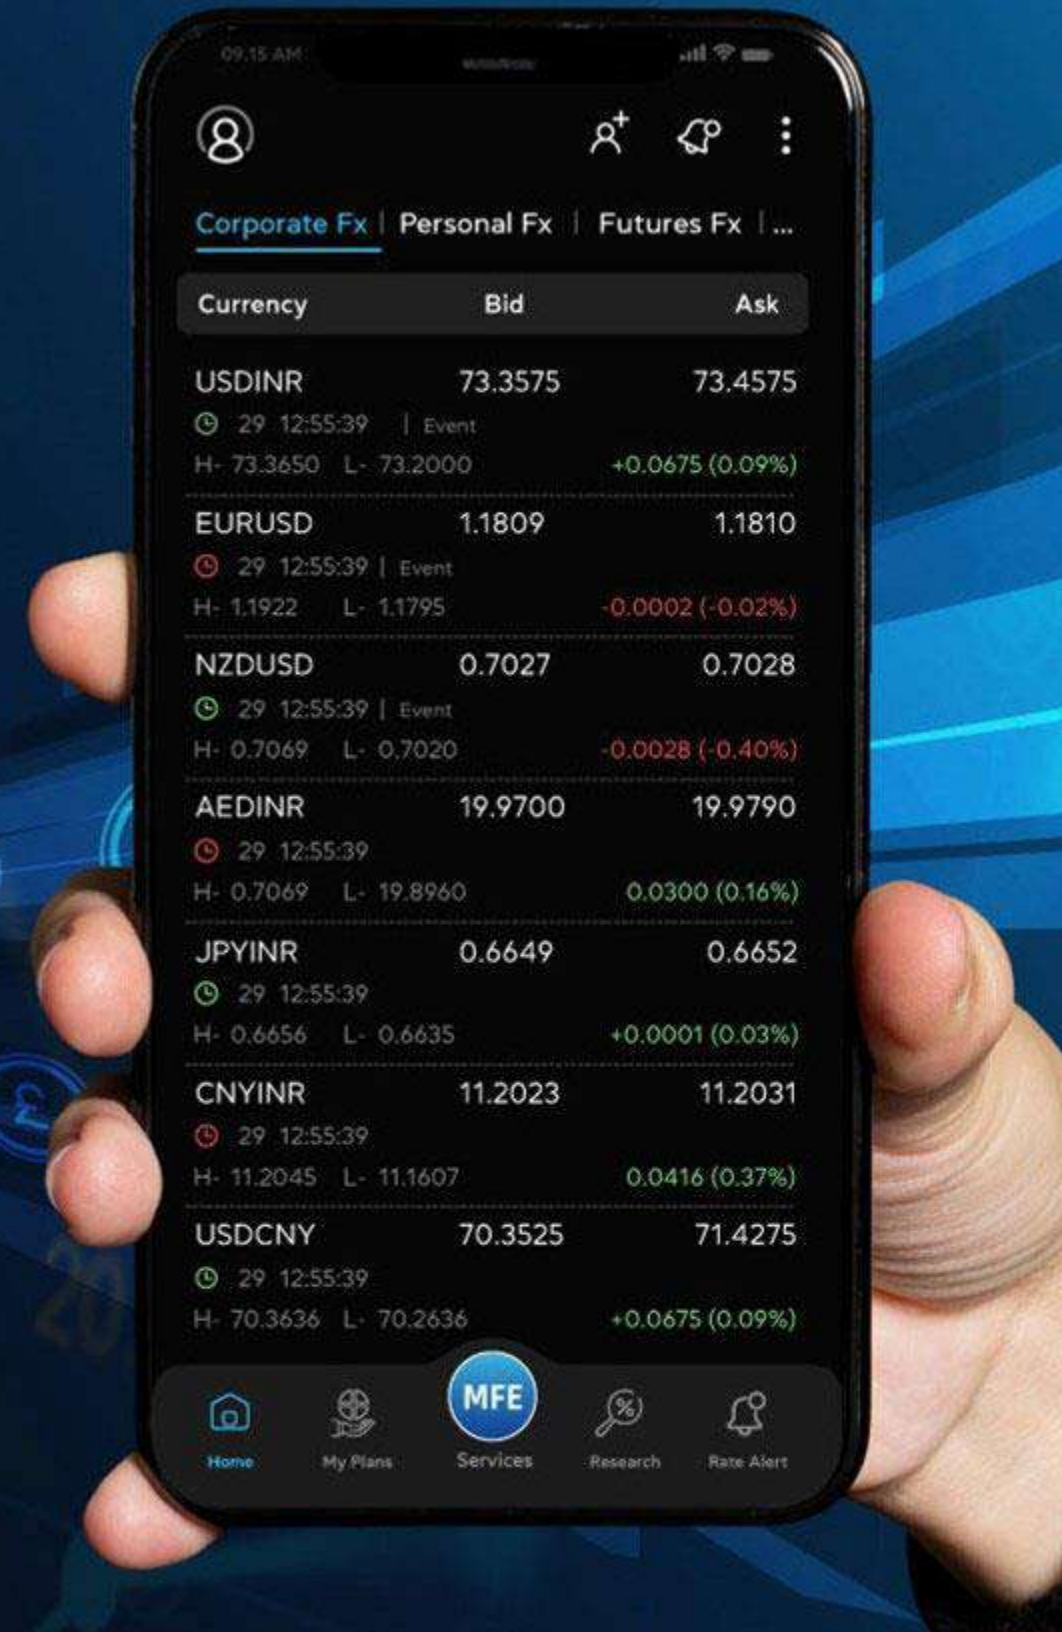 09.15 AM
Corporate Fx | Personal Fx | Futures Fx | ...
Currency Bid Ask
USDINR 73.3575 73.4575
29 12:55:39 | Event
H- 73.3650 L- 73.2000 +0.0675 (0.09%)
EURUSD 1.1809 1.1810
29 12:55:39 | Event
H- 1.1922 L- 1.1795 -0.0002 (-0.02%)
NZDUSD 0.7027 0.7028
29 12:55:39 | Event
H- 0.7069 L- 0.7020 -0.0028 (-0.40%)
AEDINR 19.9700 19.9790
29 12:55:39
H- 0.7069 L- 19.8960 0.0300 (0.16%)
JPYINR 0.6649 0.6652
29 12:55:39
H- 0.6656 L- 0.6635 +0.0001 (0.03%)
CNYINR 11.2023 11.2031
29 12:55:39
H- 11.2045 L- 11.1607 0.0416 (0.37%)
USDCNY 70.3525 71.4275
29 12:55:39
H- 70.3636 L- 70.2636 +0.0675 (0.09%)
MFE
Home My Plans Services Research Rate Alert
20